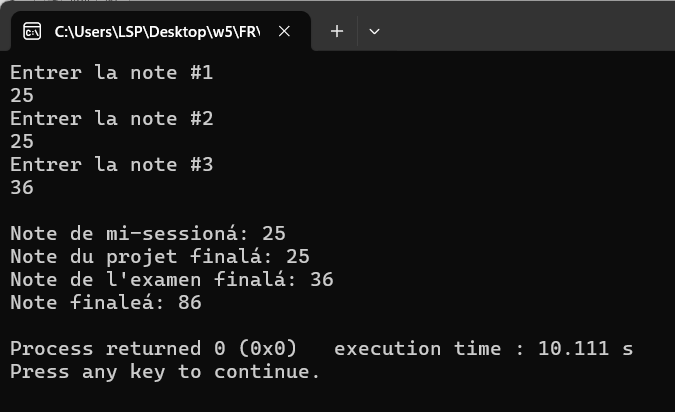 C:\Users\LSP\Desktop\w5\FR\
Entrer la note #1
25
Entrer la note #2
25
Entrer la note #3
36
Note de mi-sessioná: 25
Note du projet finalá: 25
Note de l'examen finalá: 36
Note finaleá: 86
Process returned 0 (0x0)   execution time : 10.111 s
Press any key to continue.